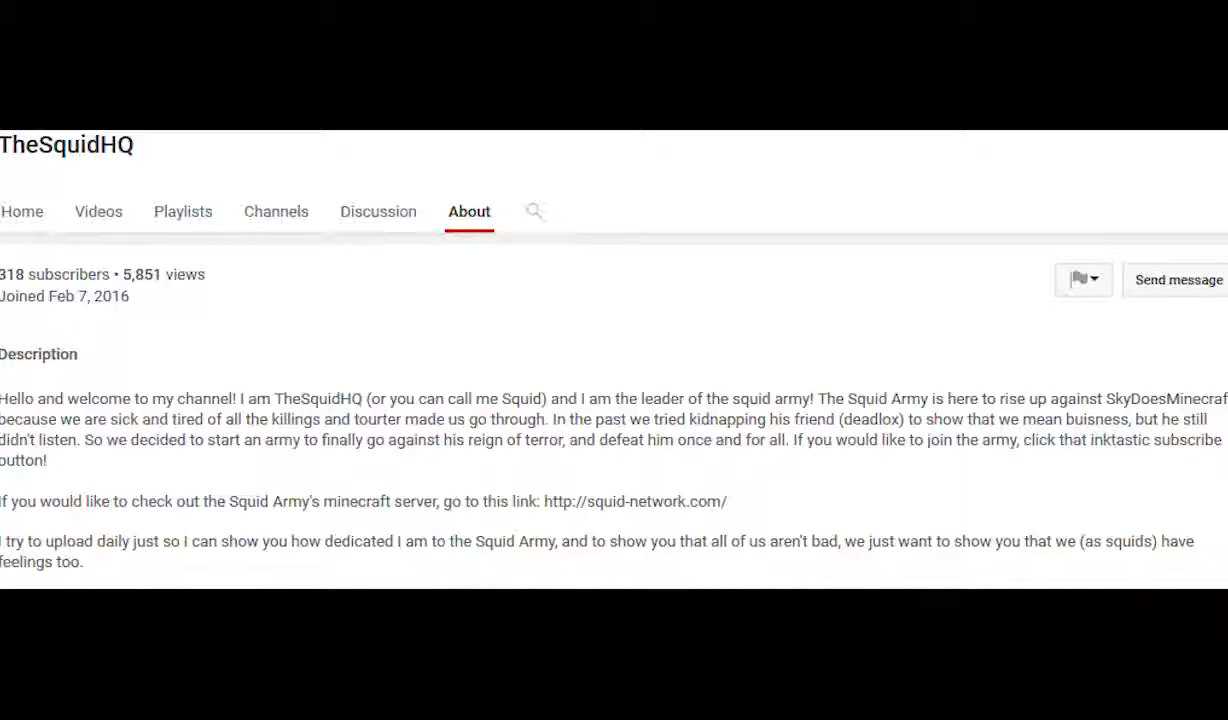 TheSquidHQ
Home Videos Playlists Channels Discussion About
318 subscribers • 5,851 views
Joined Feb 7, 2016
Send message
Description
Hello and welcome to my channel! I am TheSquidHQ (or you can call me Squid) and I am the leader of the squid army! The Squid Army is here to rise up against SkyDoesMinecraf
because we are sick and tired of all the killings and tourter made us go through. In the past we tried kidnapping his friend (deadlox) to show that we mean buisness, but he still
didn't listen. So we decided to start an army to finally go against his reign of terror, and defeat him once and for all. If you would like to join the army, click that inktastic subscribe
button!
If you would like to check out the Squid Army's minecraft server, go to this link: http://squid-network.com/
I try to upload daily just so I can show you how dedicated I am to the Squid Army, and to show you that all of us aren't bad, we just want to show you that we (as squids) have
feelings too.